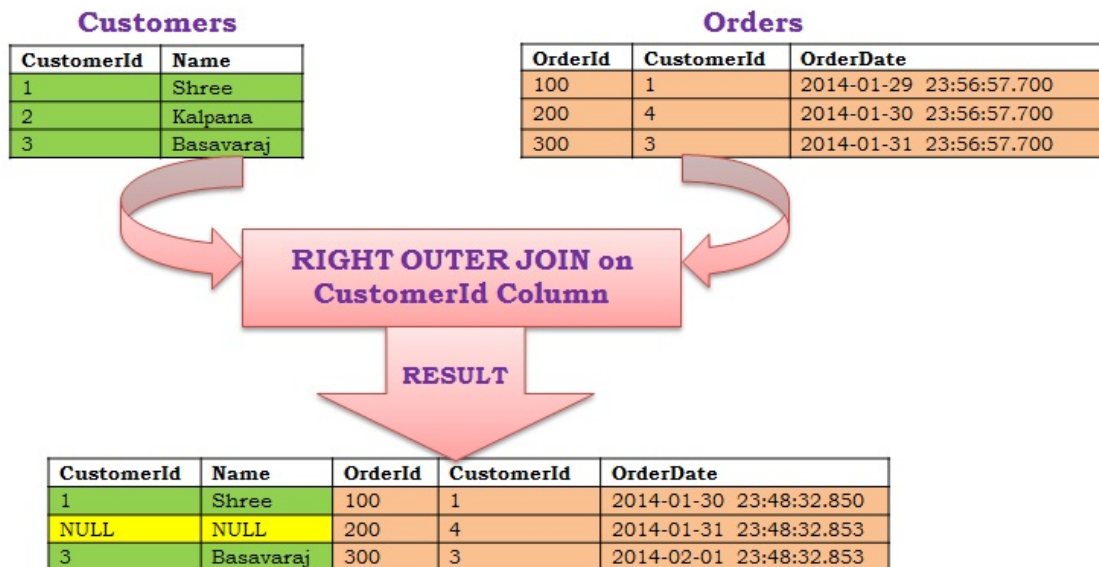 Customers
CustomerId Name
1 Shree
2 Kalpana
3 Basavaraj
Orders
OrderId CustomerId OrderDate
100 1 2014-01-29 23:56:57.700
200 4 2014-01-30 23:56:57.700
300 3 2014-01-31 23:56:57.700
RIGHT OUTER JOIN on
CustomerId Column
RESULT
CustomerId Name OrderId CustomerId OrderDate
1 Shree 100 1 2014-01-30 23:48:32.850
NULL NULL 200 4 2014-01-31 23:48:32.853
3 Basavaraj 300 3 2014-02-01 23:48:32.853